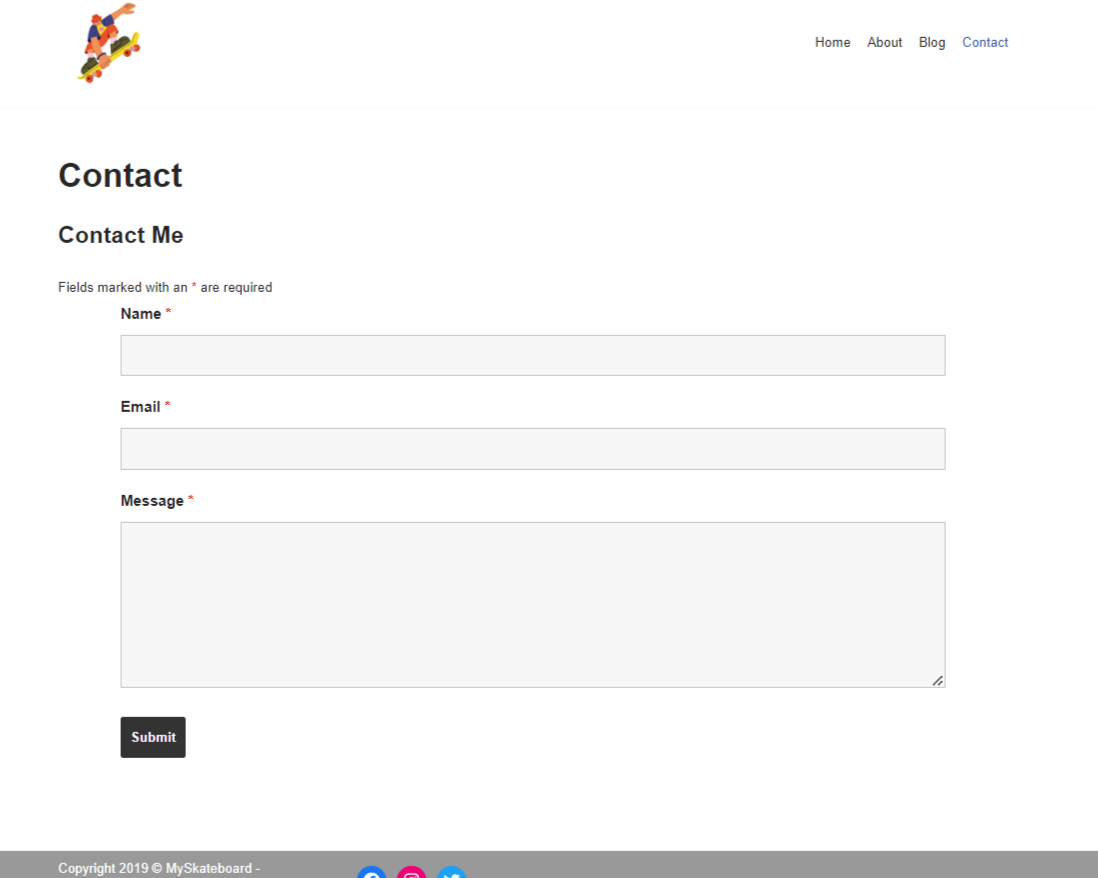 Home About Blog Contact
Contact
Contact Me
Fields marked with an * are required
Name *
Email *
Message *
Submit
Copyright 2019 © MySkateboard -